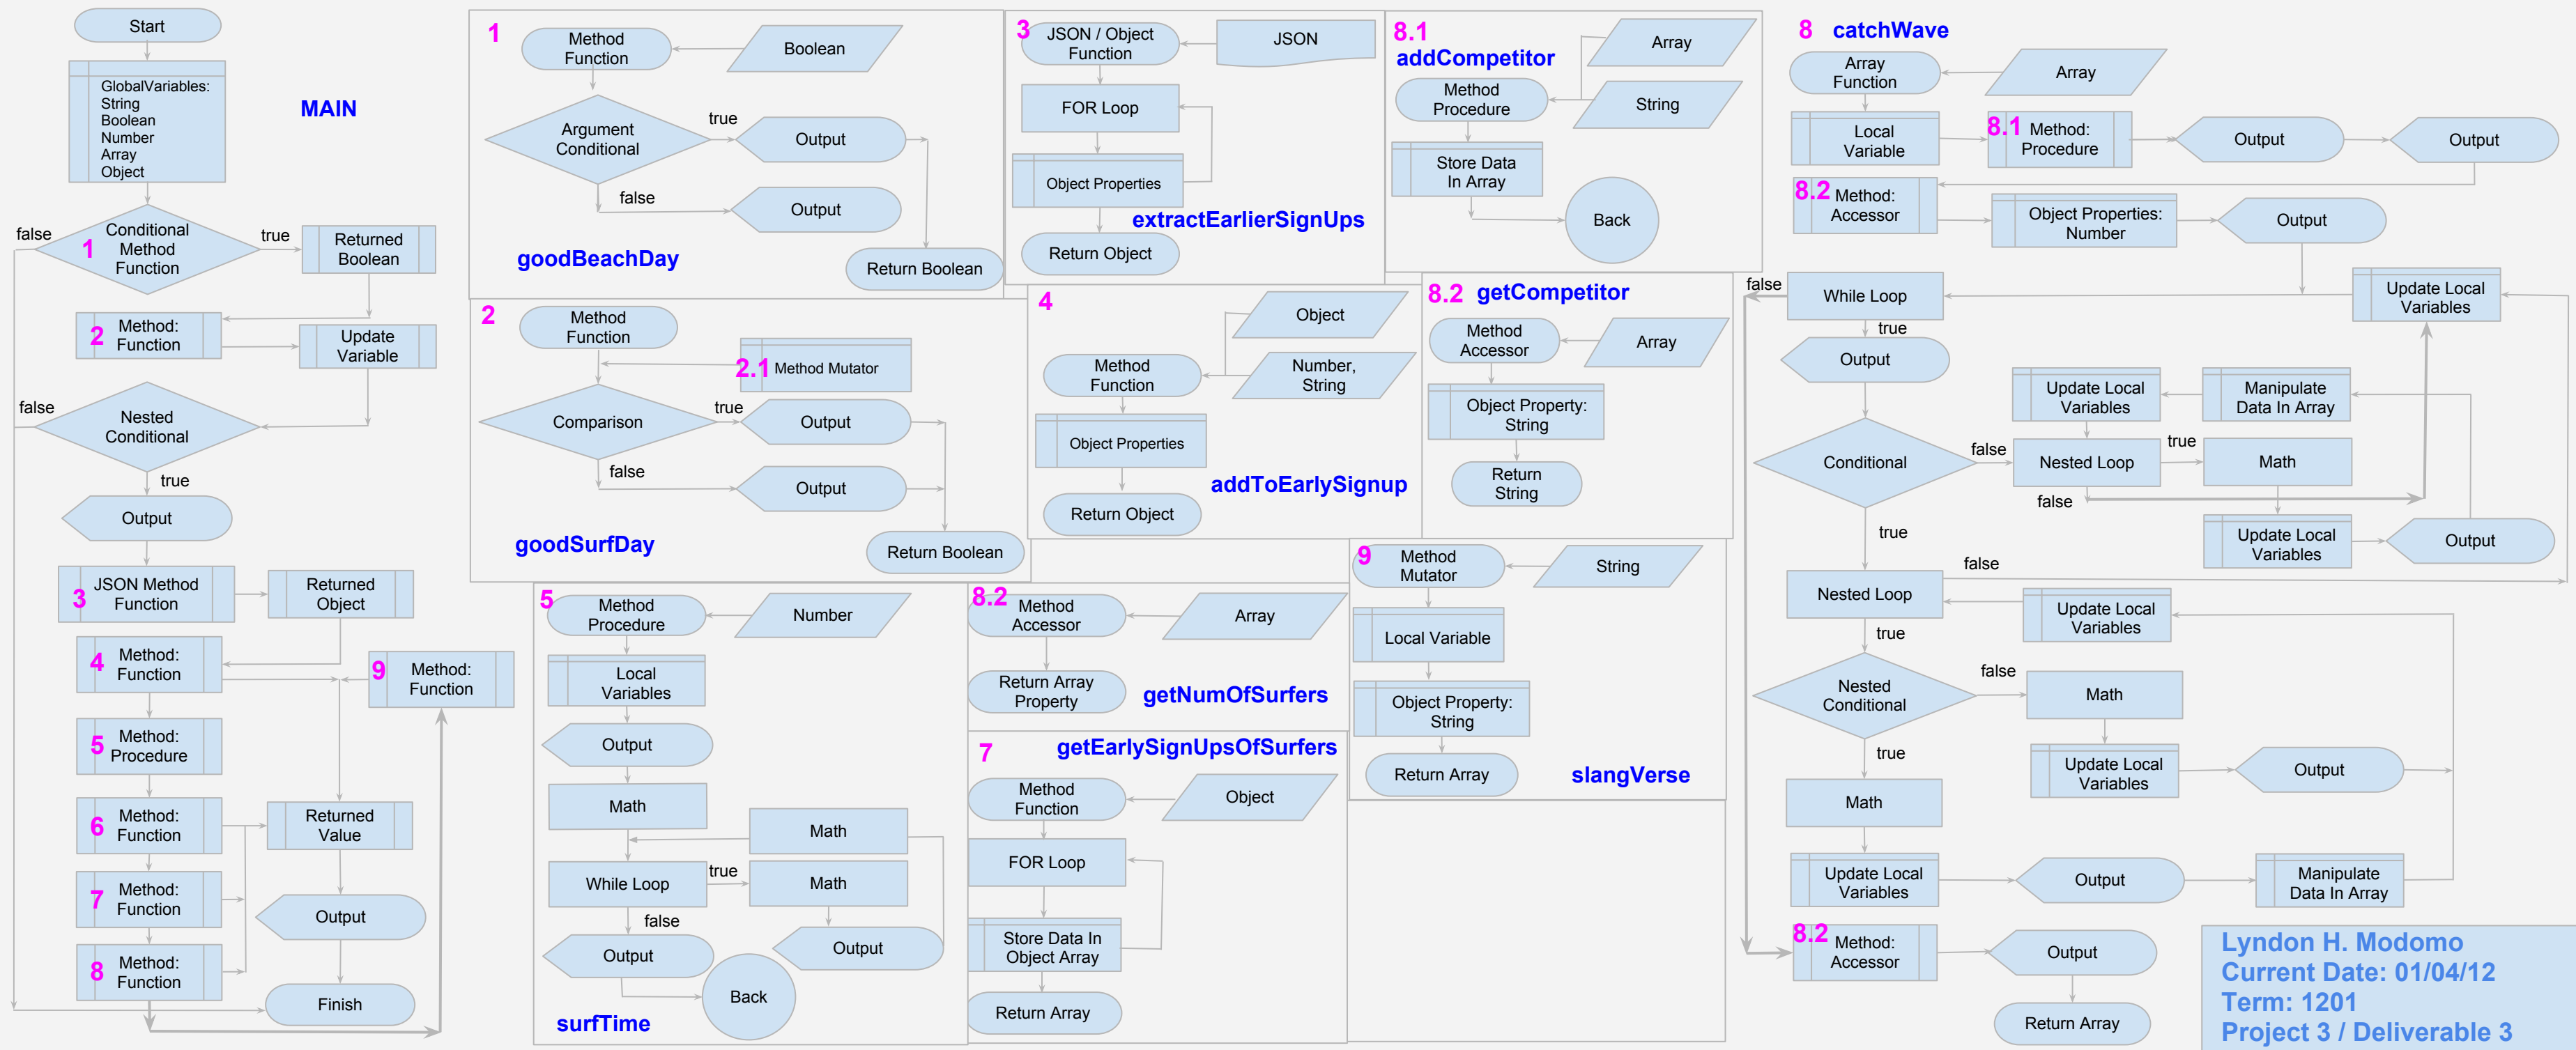 Start
GlobalVariables:
String
Boolean
Number
Array
Object
MAIN
false
1
Conditional
Method
Function
true
Returned
Boolean
2
Method:
Function
Update
Variable
false
Nested
Conditional
true
Output
3
JSON Method
Function
Returned
Object
4
Method:
Function
9
Method:
Function
5
Method:
Procedure
6
Method:
Function
Returned
Value
7
Method:
Function
Output
8
Method:
Function
Finish
1
Method
Function
Boolean
Argument
Conditional
true
Output
false
Output
goodBeachDay
Return Boolean
2
Method
Function
2.1
Method Mutator
Comparison
true
Output
false
Output
goodSurfDay
Return Boolean
3
JSON / Object
Function
JSON
FOR Loop
Object Properties
extractEarlierSignUps
Return Object
4
Object
Method
Function
Number,
String
Object Properties
addToEarlySignup
Return Object
5
Method
Procedure
Number
Local
Variables
Output
Math
Math
While Loop
true
Math
false
Output
Output
Back
surfTime
8.2
Method
Accessor
Array
Return Array
Property
getNumOfSurfers
7
getEarlySignUpsOfSurfers
Method
Function
Object
FOR Loop
Store Data In
Object Array
Return Array
8.1
addCompetitor
Array
Method
Procedure
String
Store Data
In Array
Back
8.2
getCompetitor
Method
Accessor
Array
Object Property:
String
Return
String
9
Method
Mutator
String
Local Variable
Object Property:
String
Return Array
slangVerse
8
catchWave
Array
Function
Array
Local
Variable
8.1
Method:
Procedure
Output
Output
8.2
Method:
Accessor
Object Properties:
Number
Output
false
While Loop
Update Local
Variables
true
Output
Update Local
Variables
Manipulate
Data In Array
Conditional
false
Nested Loop
true
Math
false
true
Update Local
Variables
Output
false
Nested Loop
Update Local
Variables
true
Nested
Conditional
false
Math
true
Update Local
Variables
Output
Math
Update Local
Variables
Output
Manipulate
Data In Array
8.2
Method:
Accessor
Output
Return Array
Lyndon H. Modomo
Current Date: 01/04/12
Term: 1201
Project 3 / Deliverable 3